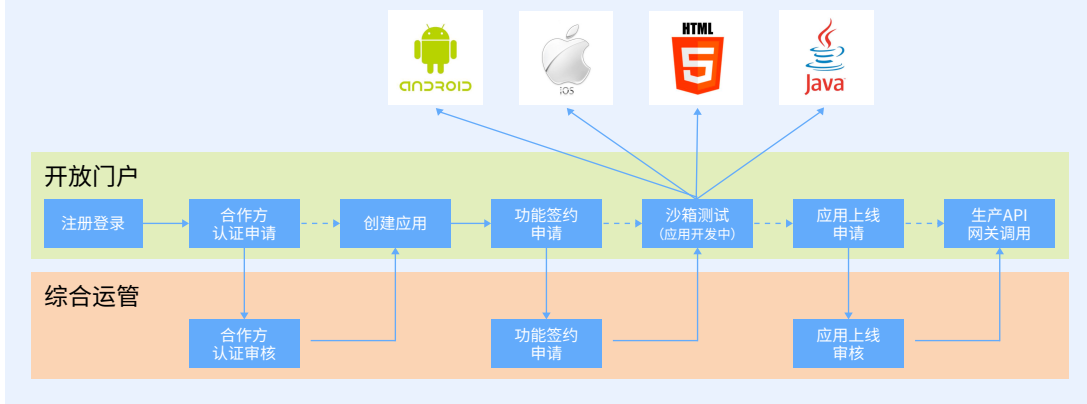 ANDROID
iOS
HTML
5
Java
开放门户
注册登录
合作方
认证申请
创建应用
功能签约
申请
沙箱测试
（应用开发中）
应用上线
申请
生产API
网关调用
综合运管
合作方
认证审核
功能签约
申请
应用上线
审核